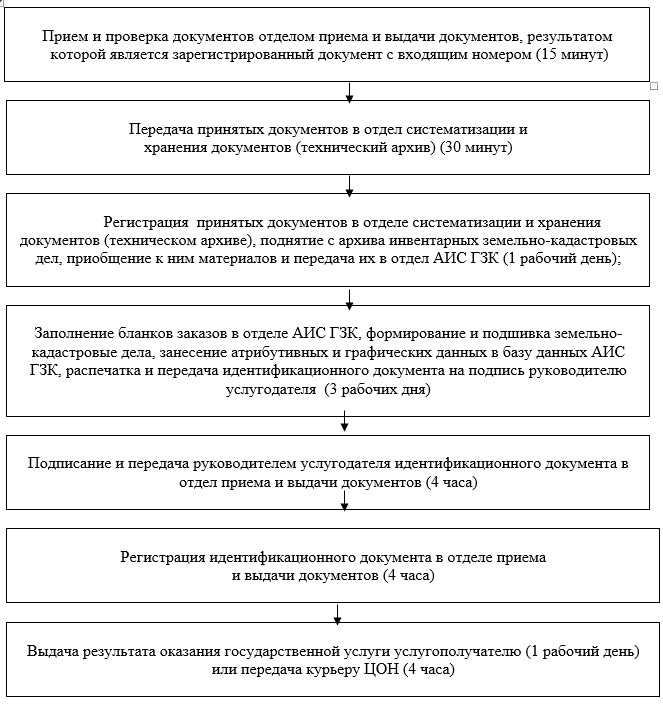 Прием и проверка документов отделом приема и выдачи документов, результатом
которой является зарегистрированный документ с входящим номером (15 минут)
Передача принятых документов в отдел систематизации и
хранения документов (технический архив) (30 минут)
Регистрация принятых документов в отделе систематизации и хранения
документов (техническом архиве), поднятие с архива инвентарных земельно-кадастровых
дел, приобщение к ним материалов и передача их в отдел АИС ГЗК (1 рабочий день);
Заполнение бланков заказов в отделе АИС ГЗК, формирование и подшивка земельно-
кадастровые дела, занесение атрибутивных и графических данных в базу данных АИС
ГЗК, распечатка и передача идентификационного документа на подпись руководителю
услугодателя (3 рабочих дня)
Подписание и передача руководителем услугодателя идентификационного документа в
отдел приема и выдачи документов (4 часа)
Регистрация идентификационного документа в отделе приема
и выдачи документов (4 часа)
Выдача результата оказания государственной услуги услугополучателю (1 рабочий день)
или передача курьеру ЦОН (4 часа)